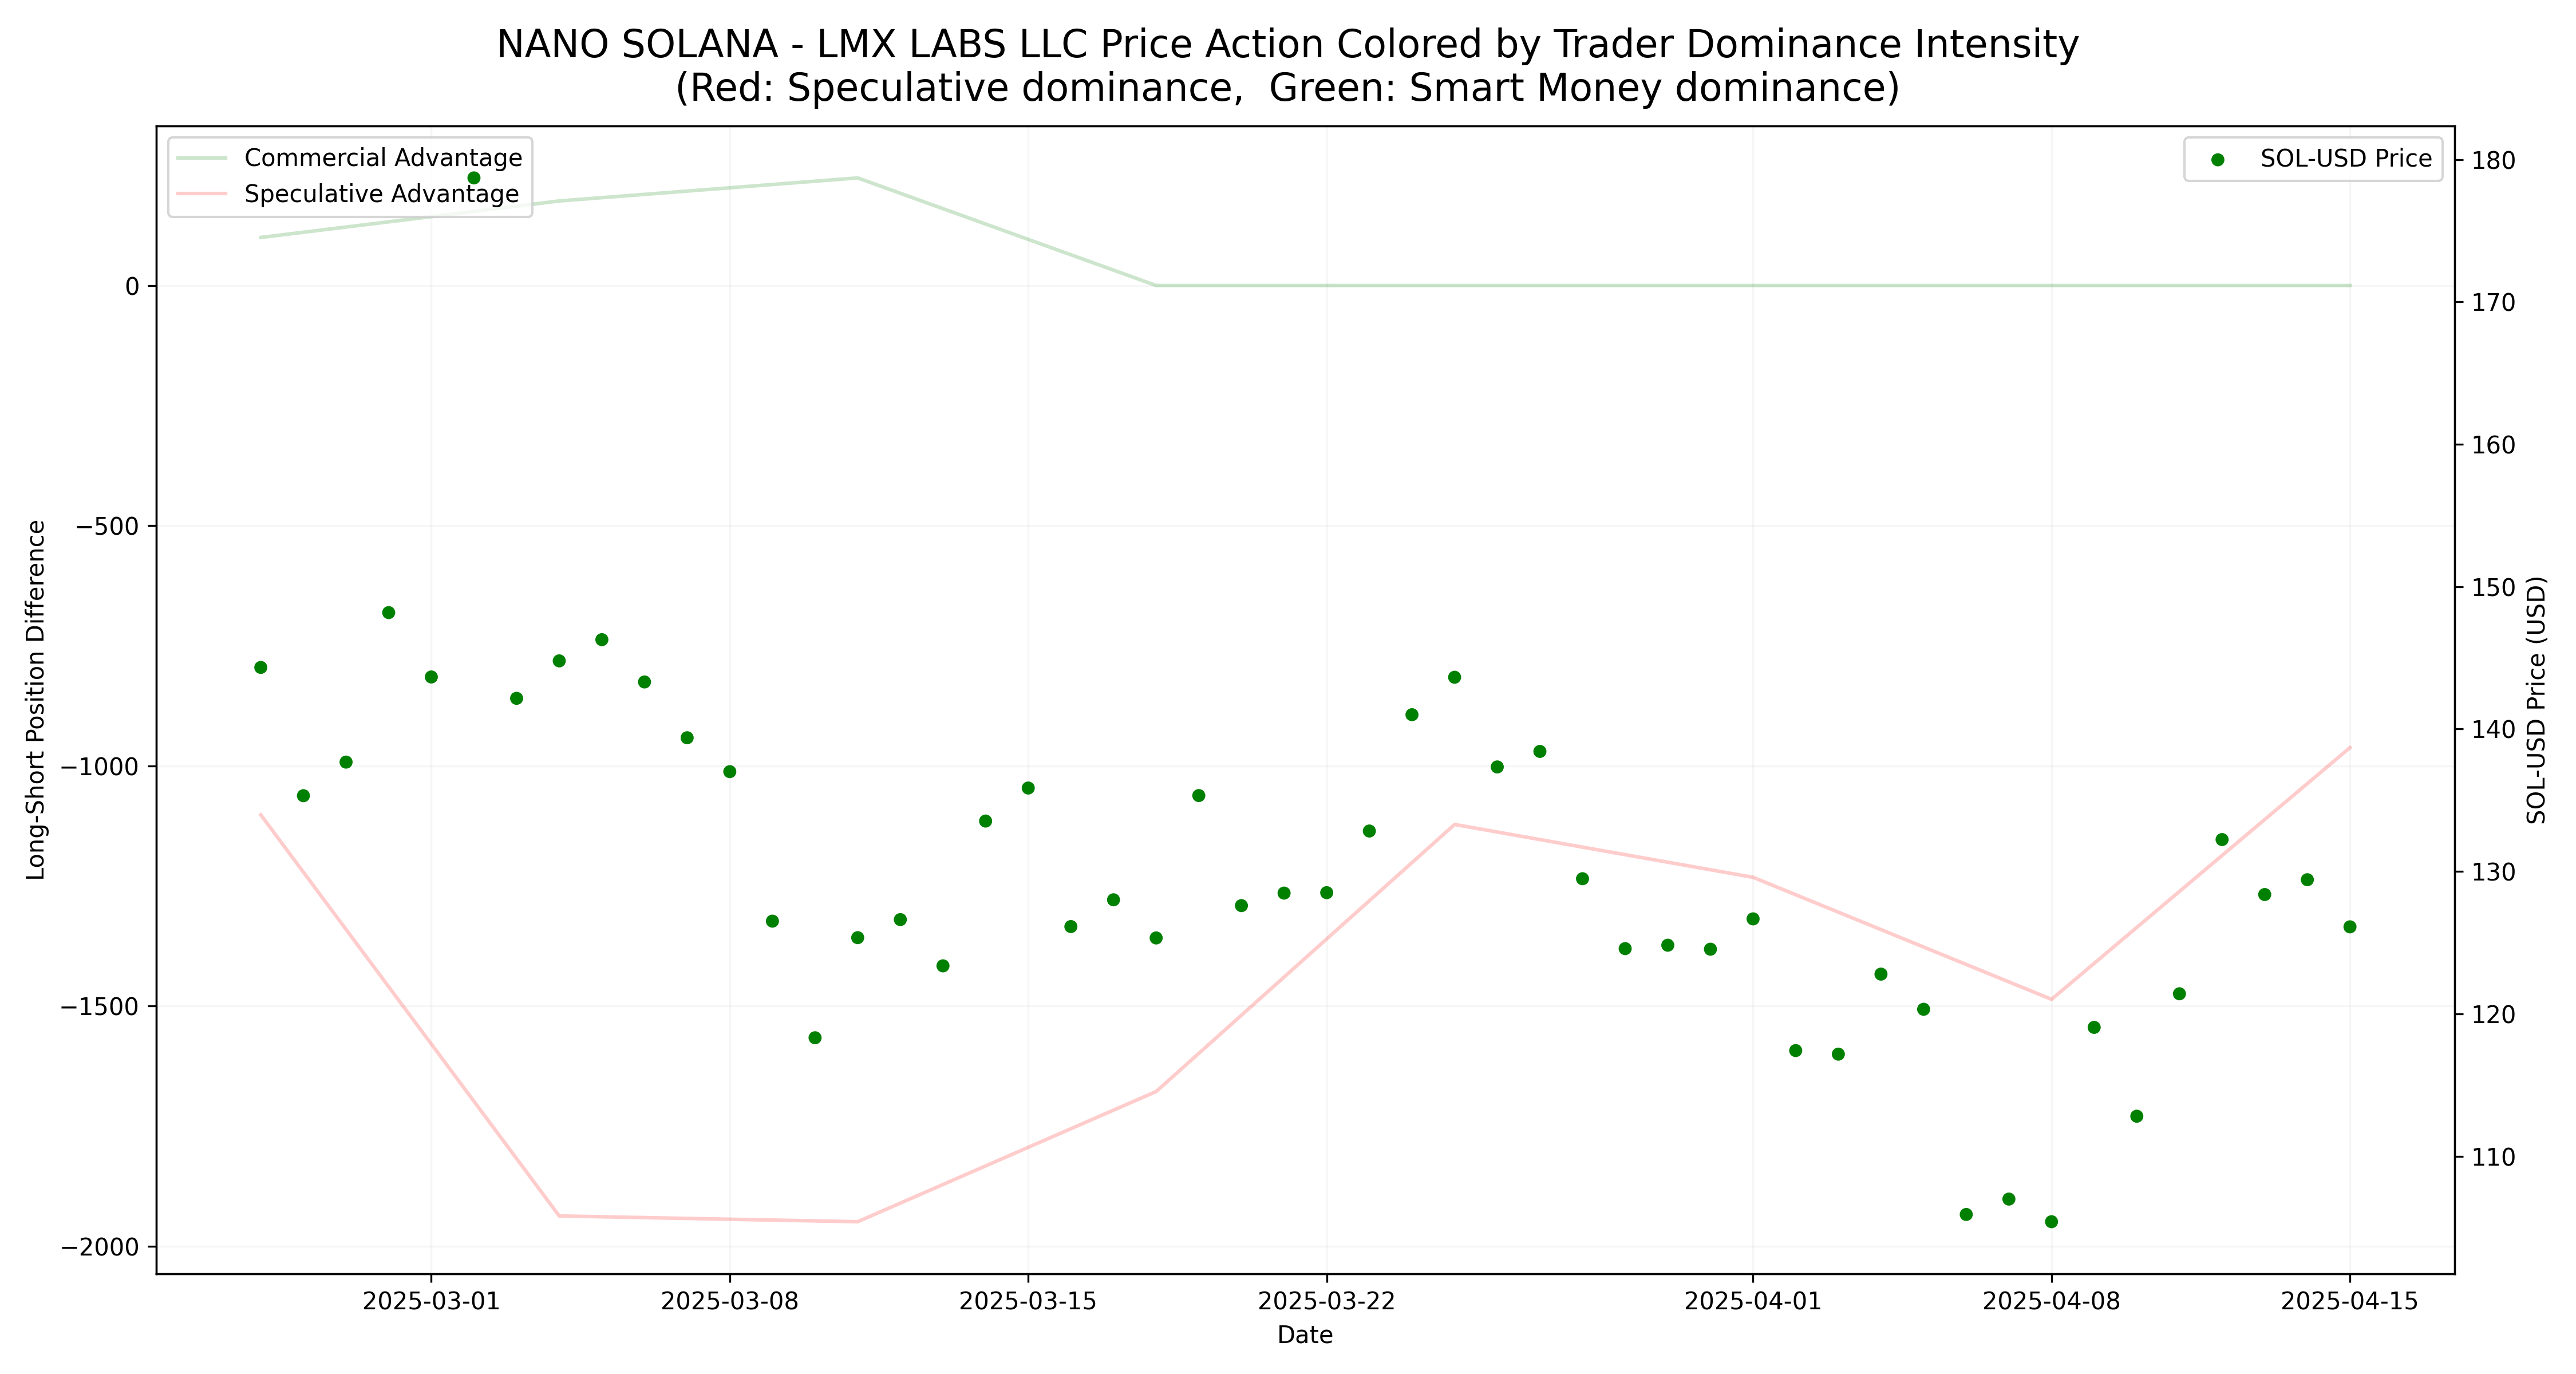 NANO SOLANA - LMX LABS LLC Price Action Colored by Trader Dominance Intensity
(Red: Speculative dominance,  Green: Smart Money dominance)
Commercial Advantage
Speculative Advantage
SOL-USD Price
0
−500
−1000
−1500
−2000
Long-Short Position Difference
180
170
160
150
140
130
120
110
SOL-USD Price (USD)
2025-03-01
2025-03-08
2025-03-15
2025-03-22
2025-04-01
2025-04-08
2025-04-15
Date